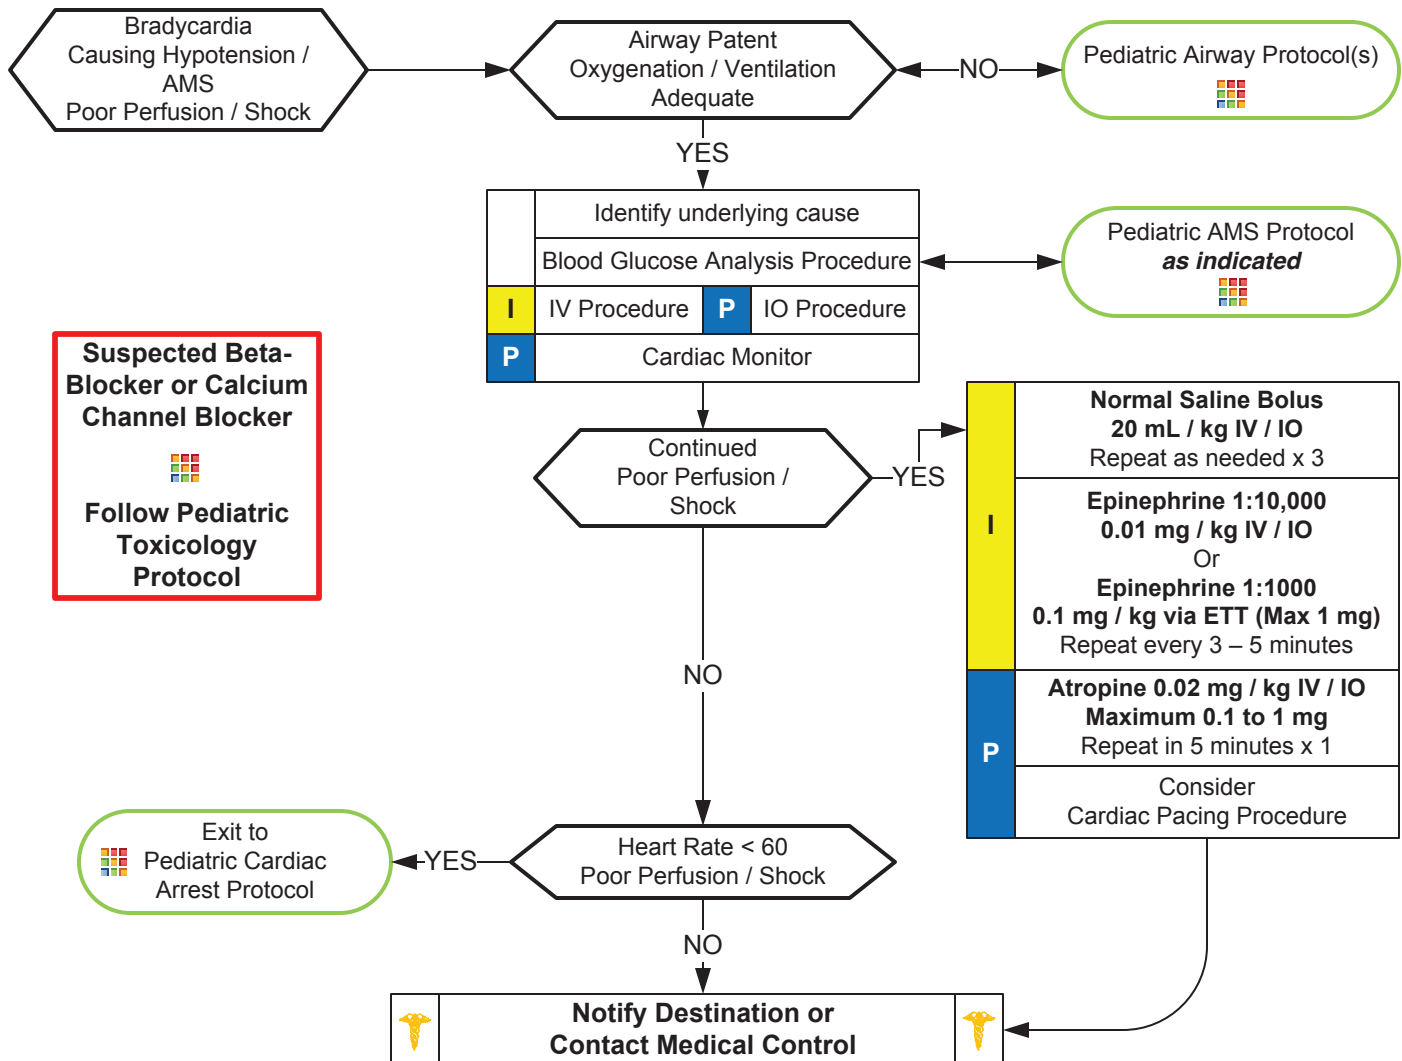 Bradycardia
Causing Hypotension /
AMS
Poor Perfusion / Shock
Airway Patent
Oxygenation / Ventilation
Adequate
NO
Pediatric Airway Protocol(s)
YES
Identify underlying cause
Blood Glucose Analysis Procedure
I
IV Procedure
P
IO Procedure
P
Cardiac Monitor
Pediatric AMS Protocol
as indicated
Suspected Beta-
Blocker or Calcium
Channel Blocker
Follow Pediatric
Toxicology
Protocol
Continued
Poor Perfusion /
Shock
YES
I
Normal Saline Bolus
20 mL / kg IV / IO
Repeat as needed x 3
Epinephrine 1:10,000
0.01 mg / kg IV / IO
Or
Epinephrine 1:1000
0.1 mg / kg via ETT (Max 1 mg)
Repeat every 3 – 5 minutes
P
Atropine 0.02 mg / kg IV / IO
Maximum 0.1 to 1 mg
Repeat in 5 minutes x 1
Consider
Cardiac Pacing Procedure
NO
Heart Rate < 60
Poor Perfusion / Shock
YES
Exit to
Pediatric Cardiac
Arrest Protocol
NO
Notify Destination or
Contact Medical Control